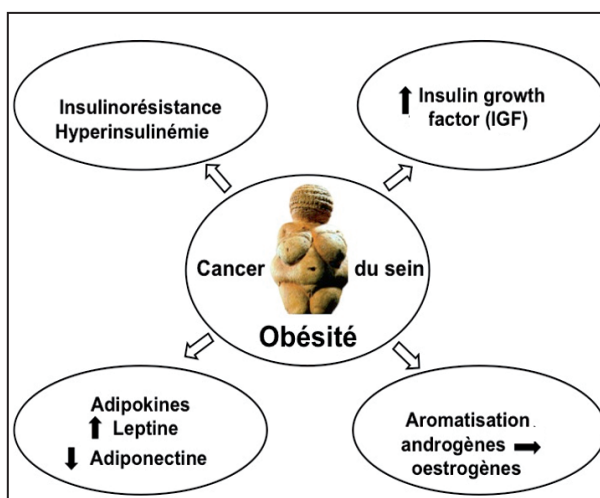 Insulinorésistance
Hyperinsulinémie
⬆ Insulin growth
factor (IGF)
Cancer du sein
Obésité
Adipokines
⬆ Leptine
⬇ Adiponectine
Aromatisation
androgènes ➡
oestrogènes